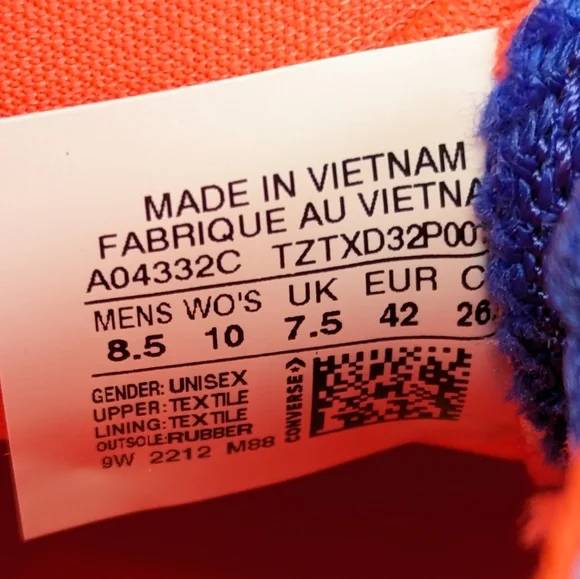 MADE IN VIETNAM
FABRIQUE AU VIETNA
A04332C TZTXD32P00
MENS WO'S UK EUR C
8.5 10 7.5 42 26
GENDER: UNISEX
UPPER: TEXTILE
LINING: TEXTILE
OUTSOLE:RUBBER
9W 2212 M88
CONVERSE